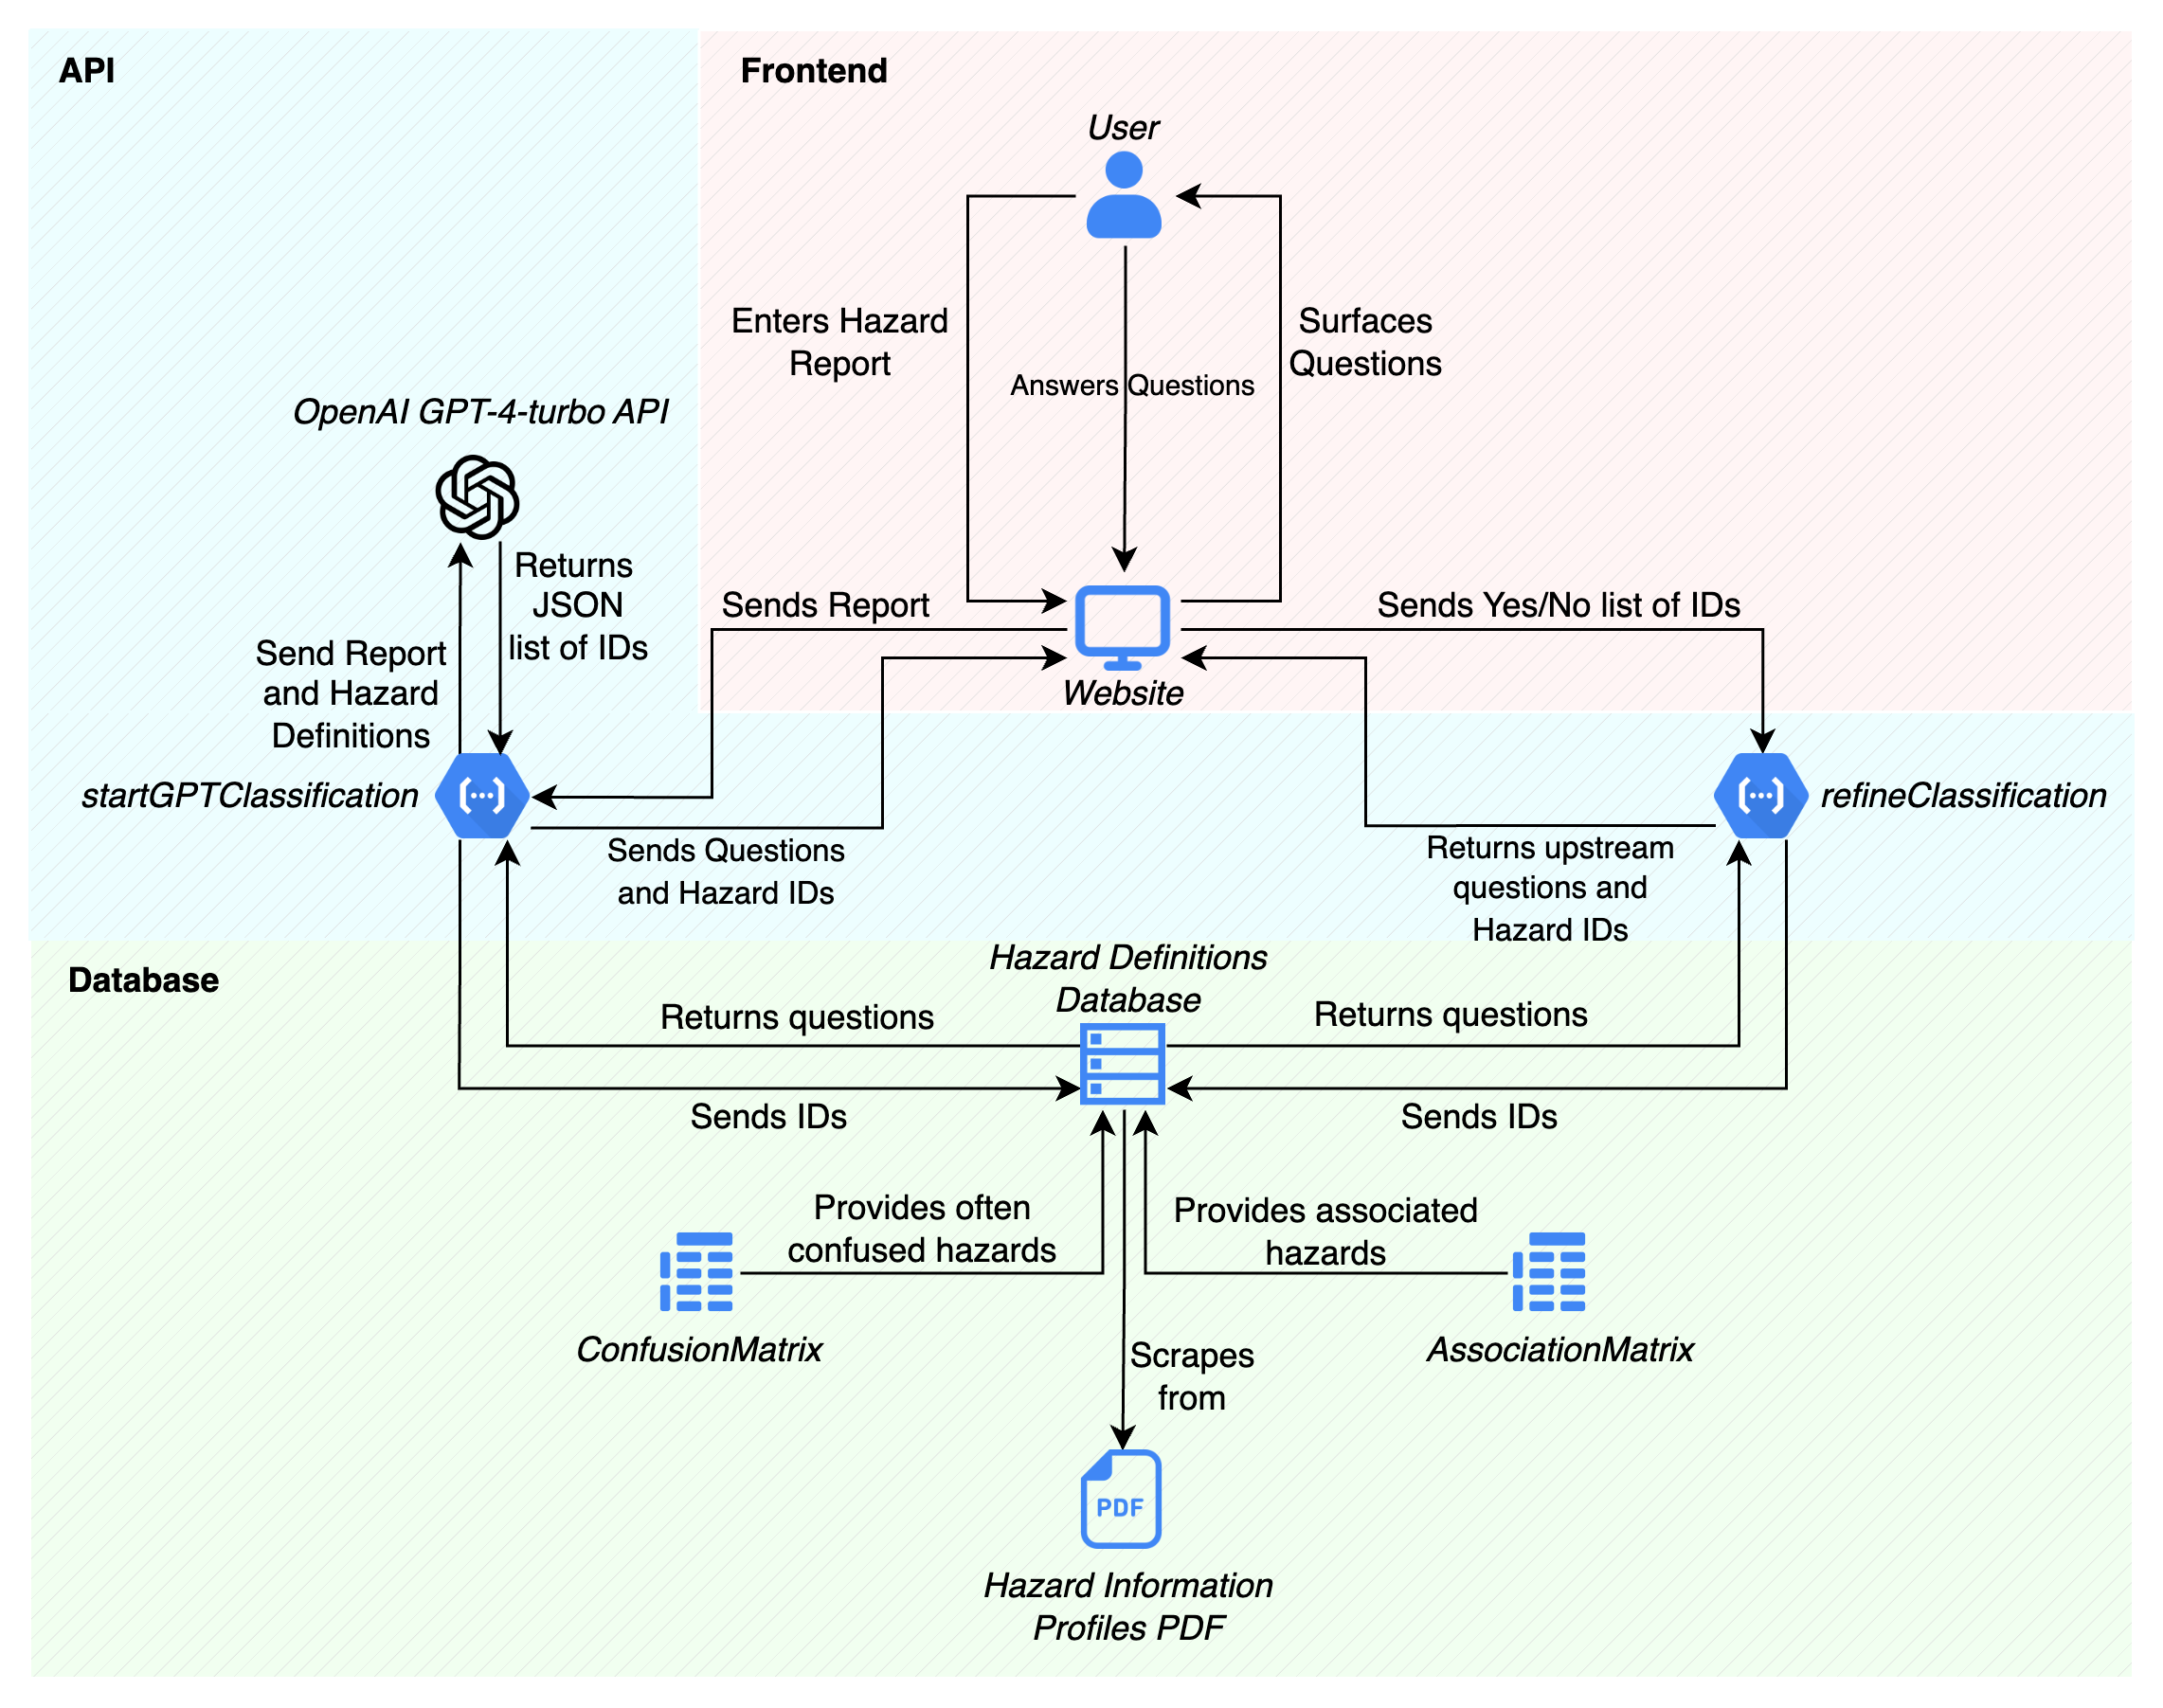 API
Frontend
User
Enters Hazard
Report
Answers Questions
Surfaces
Questions
OpenAI GPT-4-turbo API
Returns
JSON
list of IDs
Send Report
and Hazard
Definitions
Sends Report
Sends Yes/No list of IDs
Website
startGPTClassification
refineClassification
Sends Questions
and Hazard IDs
Returns upstream
questions and
Hazard IDs
Database
Hazard Definitions
Database
Returns questions
Returns questions
Sends IDs
Sends IDs
Provides often
confused hazards
Provides associated
hazards
ConfusionMatrix
AssociationMatrix
Scrapes
from
PDF
Hazard Information
Profiles PDF